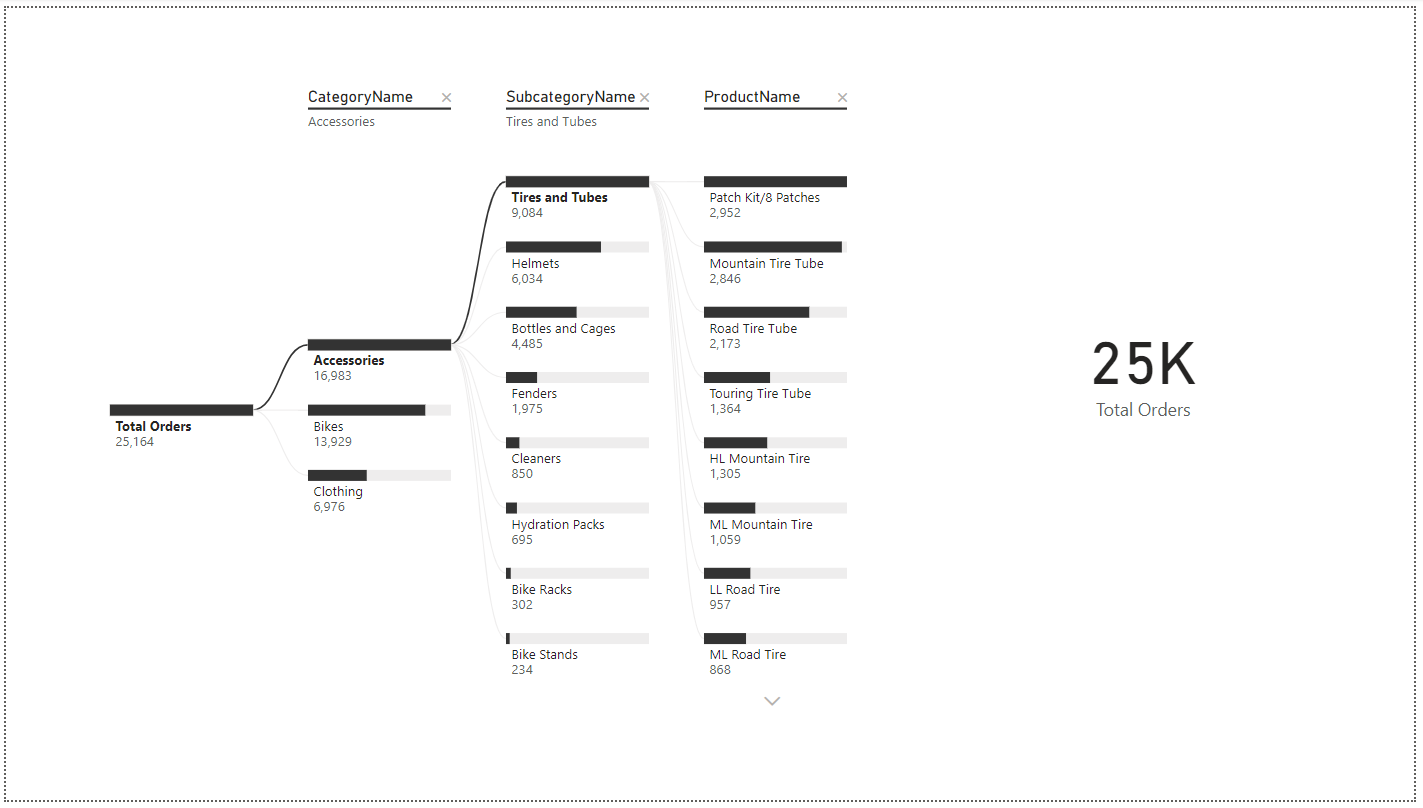 CategoryName
Accessories
SubcategoryName
Tires and Tubes
ProductName
Total Orders
25,164
Accessories
16,983
Bikes
13,929
Clothing
6,976
Tires and Tubes
9,084
Helmets
6,034
Bottles and Cages
4,485
Fenders
1,975
Cleaners
850
Hydration Packs
695
Bike Racks
302
Bike Stands
234
Patch Kit/8 Patches
2,952
Mountain Tire Tube
2,846
Road Tire Tube
2,173
Touring Tire Tube
1,364
HL Mountain Tire
1,305
ML Mountain Tire
1,059
LL Road Tire
957
ML Road Tire
868
25K
Total Orders